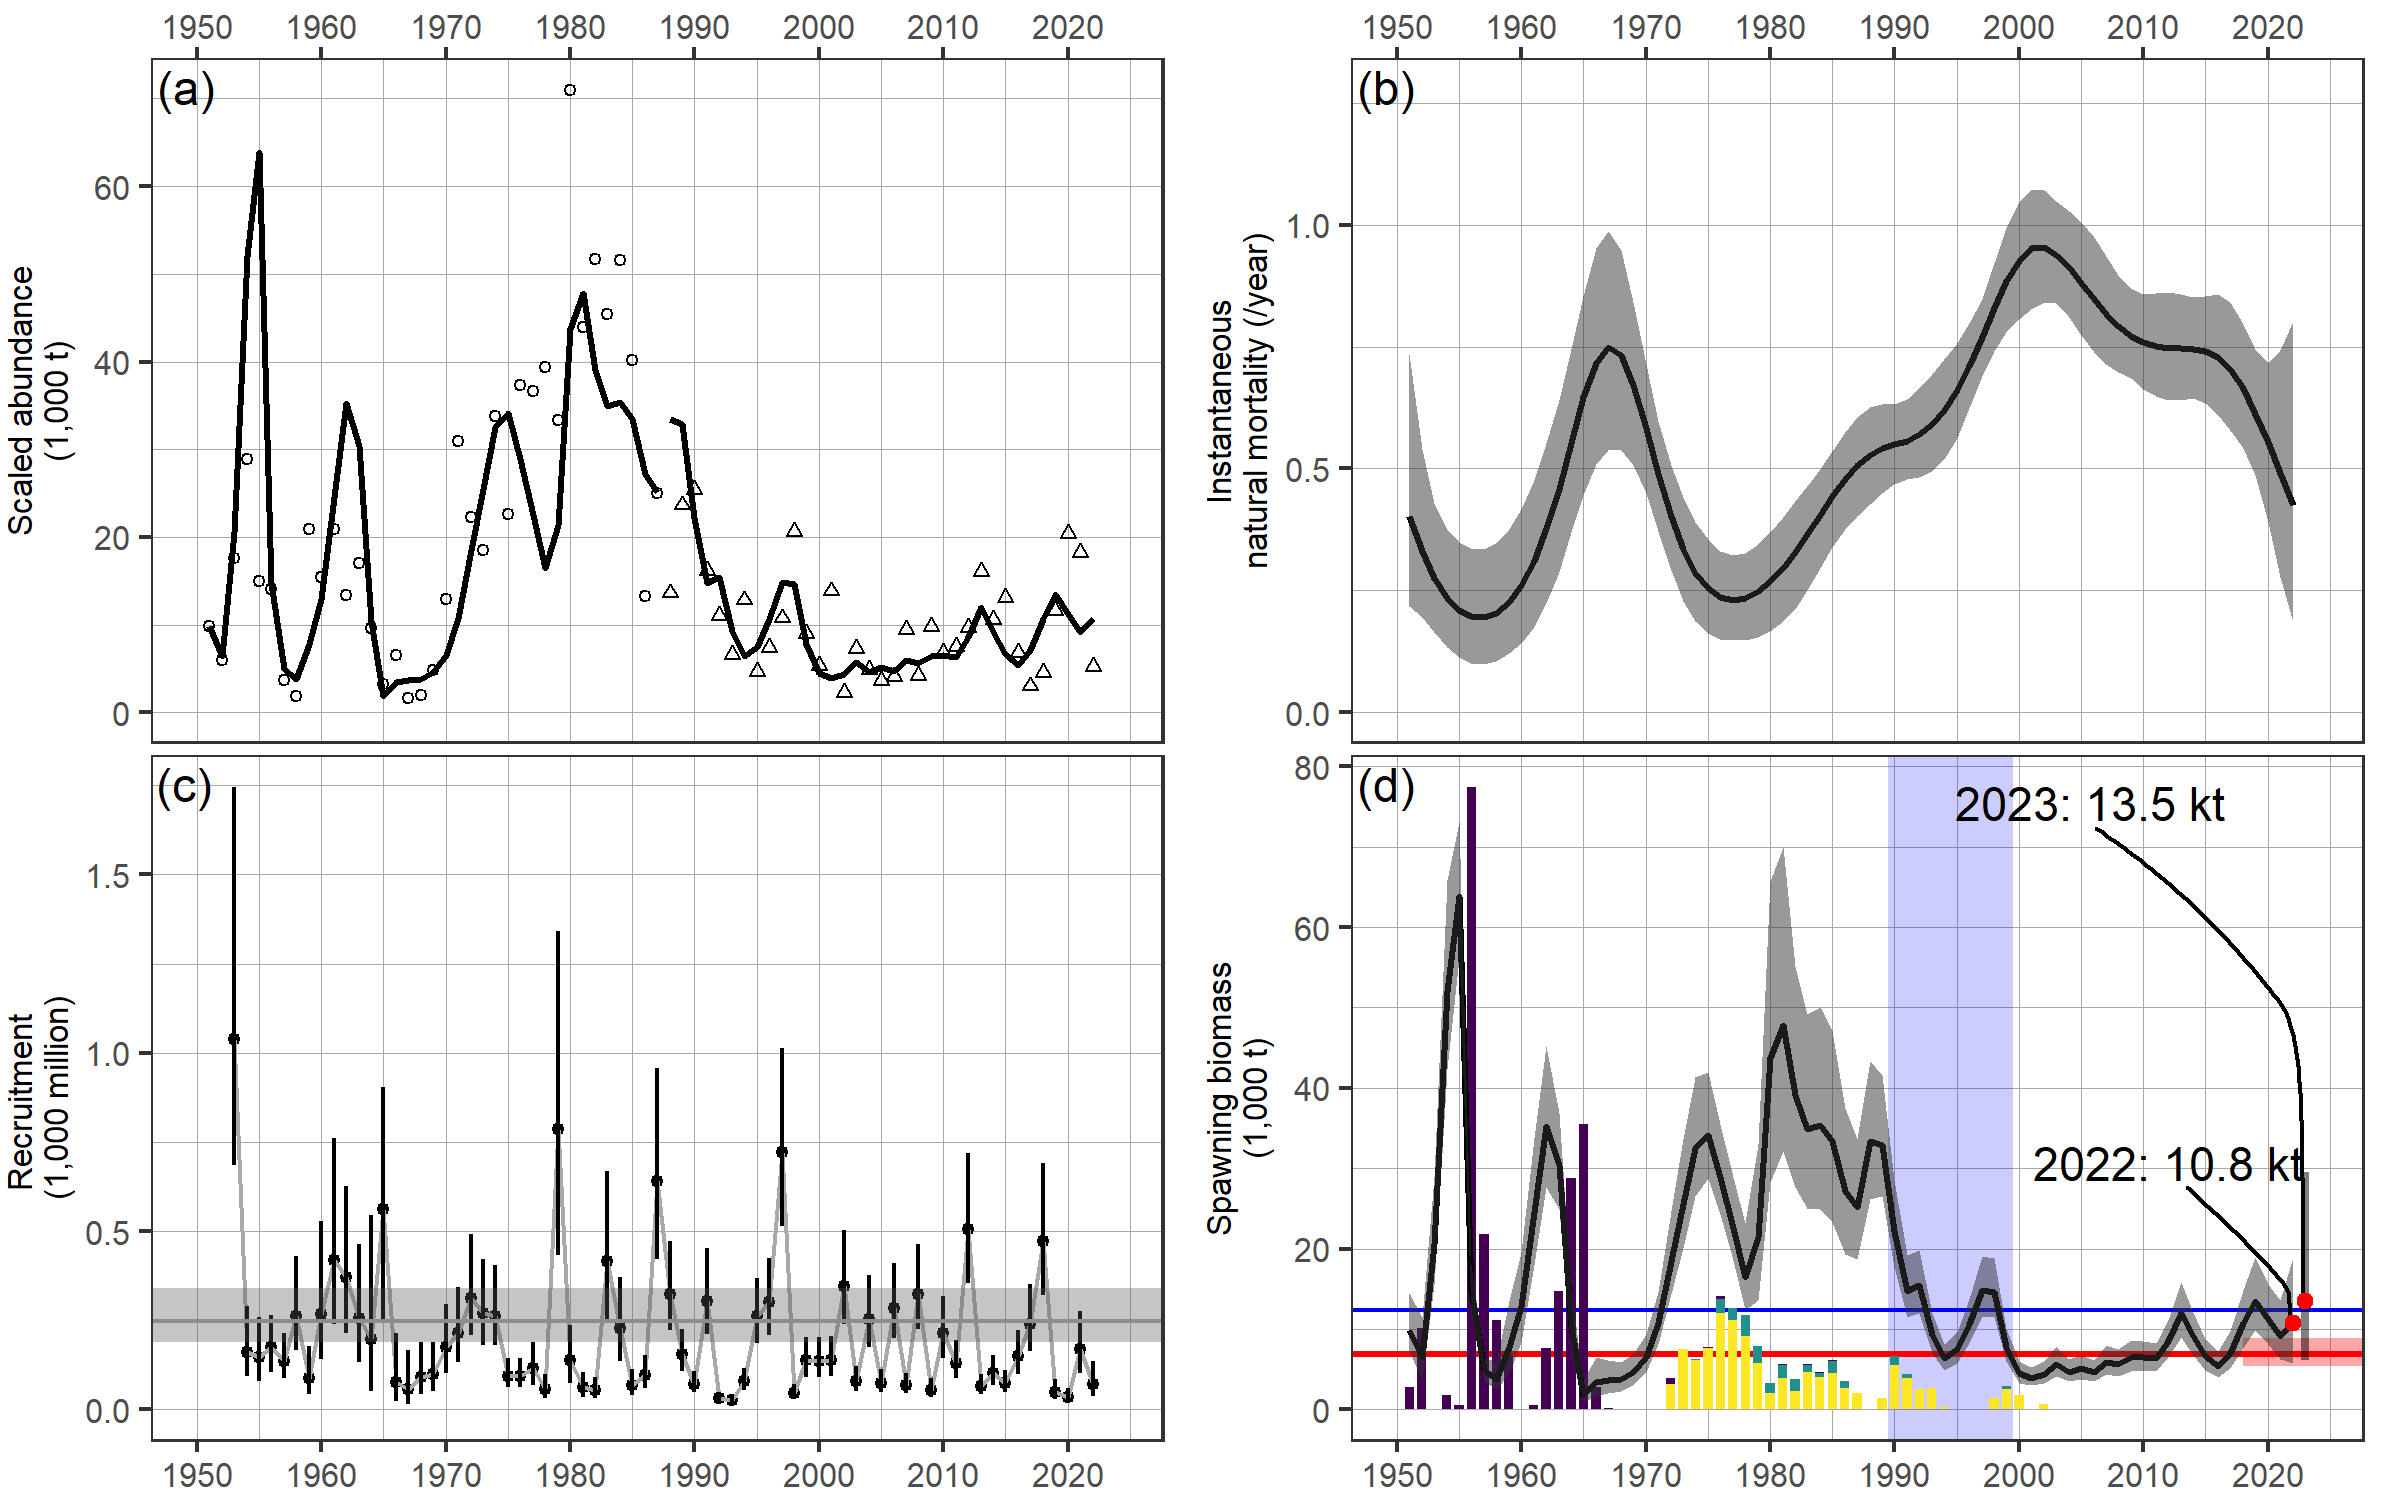 1950 1960 1970 1980 1990 2000 2010 2020
(a)
Scaled abundance
(1,000 t)
60
40
20
0
1950 1960 1970 1980 1990 2000 2010 2020
(b)
Instantaneous
natural mortality (/year)
1.0
0.5
0.0
(c)
Recruitment
(1,000 million)
1.5
1.0
0.5
0.0
1950 1960 1970 1980 1990 2000 2010 2020
(d)
Spawning biomass
(1,000 t)
80
60
40
20
0
2023: 13.5 kt
2022: 10.8 kt
1950 1960 1970 1980 1990 2000 2010 2020